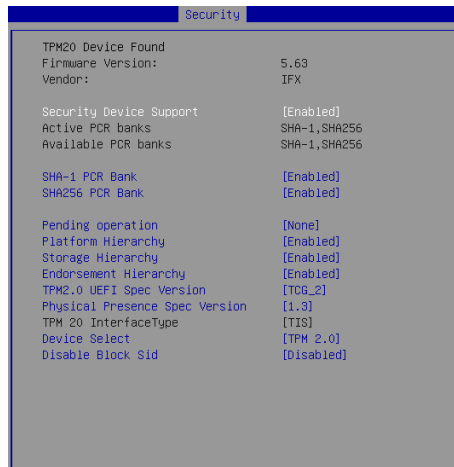 Security
TPM20 Device Found
Firmware Version: 5.63
Vendor: IFX
Security Device Support [Enabled]
Active PCR banks SHA-1,SHA256
Available PCR banks SHA-1,SHA256
SHA-1 PCR Bank [Enabled]
SHA256 PCR Bank [Enabled]
Pending operation [None]
Platform Hierarchy [Enabled]
Storage Hierarchy [Enabled]
Endorsement Hierarchy [Enabled]
TPM2.0 UEFI Spec Version [TCG_2]
Physical Presence Spec Version [1.3]
TPM 20 InterfaceType [TIS]
Device Select [TPM 2.0]
Disable Block Sid [Disabled]